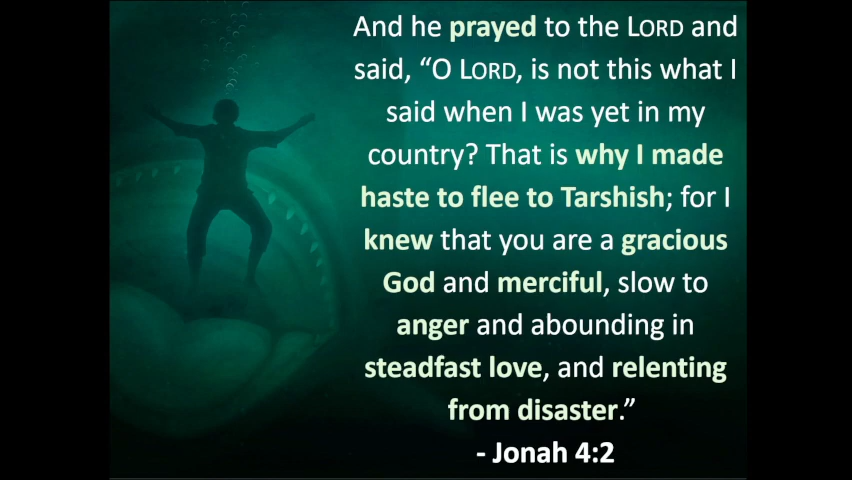 And he prayed to the LORD and
said, “O LORD, is not this what I
said when I was yet in my
country? That is why I made
haste to flee to Tarshish; for I
knew that you are a gracious
God and merciful, slow to
anger and abounding in
steadfast love, and relenting
from disaster.”
- Jonah 4:2